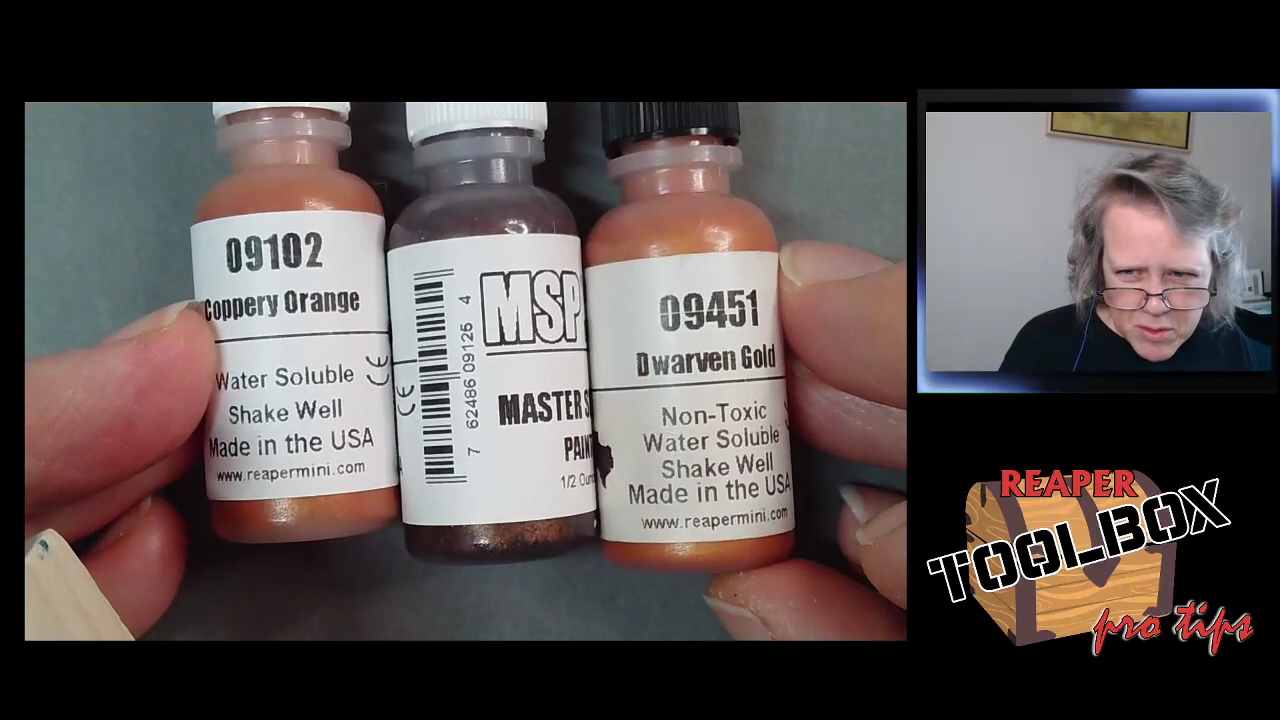 09102
Coppery Orange
CE
Water Soluble
Shake Well
Made in the USA
www.reapermini.com
CE
7 62486 09126 4
MSP
MASTER
PAINT
1/2
09451
Dwarven Gold
Non-Toxic
Water Soluble
Shake Well
Made in the USA
www.reapermini.com
REAPER
TOOLBOX
pro tips